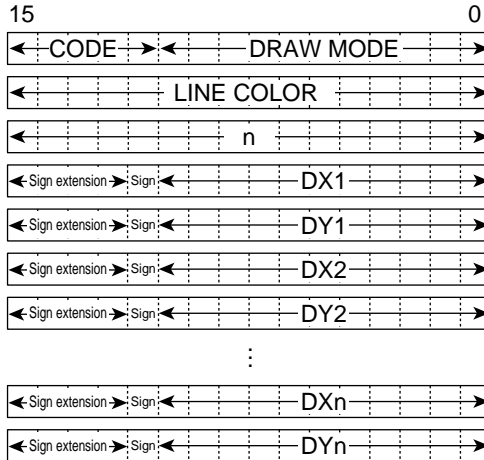 15 0
CODE DRAW MODE
LINE COLOR
n
Sign extension Sign DX1
Sign extension Sign DY1
Sign extension Sign DX2
Sign extension Sign DY2
⋮
Sign extension Sign DXn
Sign extension Sign DYn